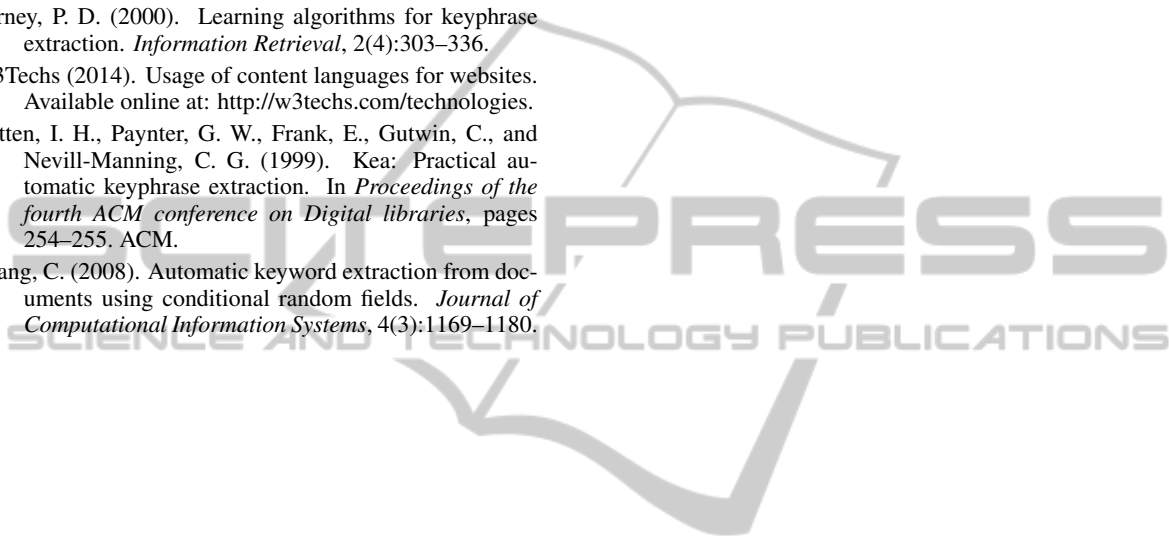 rney, P. D. (2000). Learning algorithms for keyphrase
extraction. Information Retrieval, 2(4):303–336.
3Techs (2014). Usage of content languages for websites.
Available online at: http://w3techs.com/technologies.
tten, I. H., Paynter, G. W., Frank, E., Gutwin, C., and
Nevill-Manning, C. G. (1999). Kea: Practical au-
tomatic keyphrase extraction. In Proceedings of the
fourth ACM conference on Digital libraries, pages
254–255. ACM.
ang, C. (2008). Automatic keyword extraction from doc-
uments using conditional random fields. Journal of
Computational Information Systems, 4(3):1169–1180.
SCITEPRESS
SCIENCE AND TECHNOLOGY PUBLICATIONS